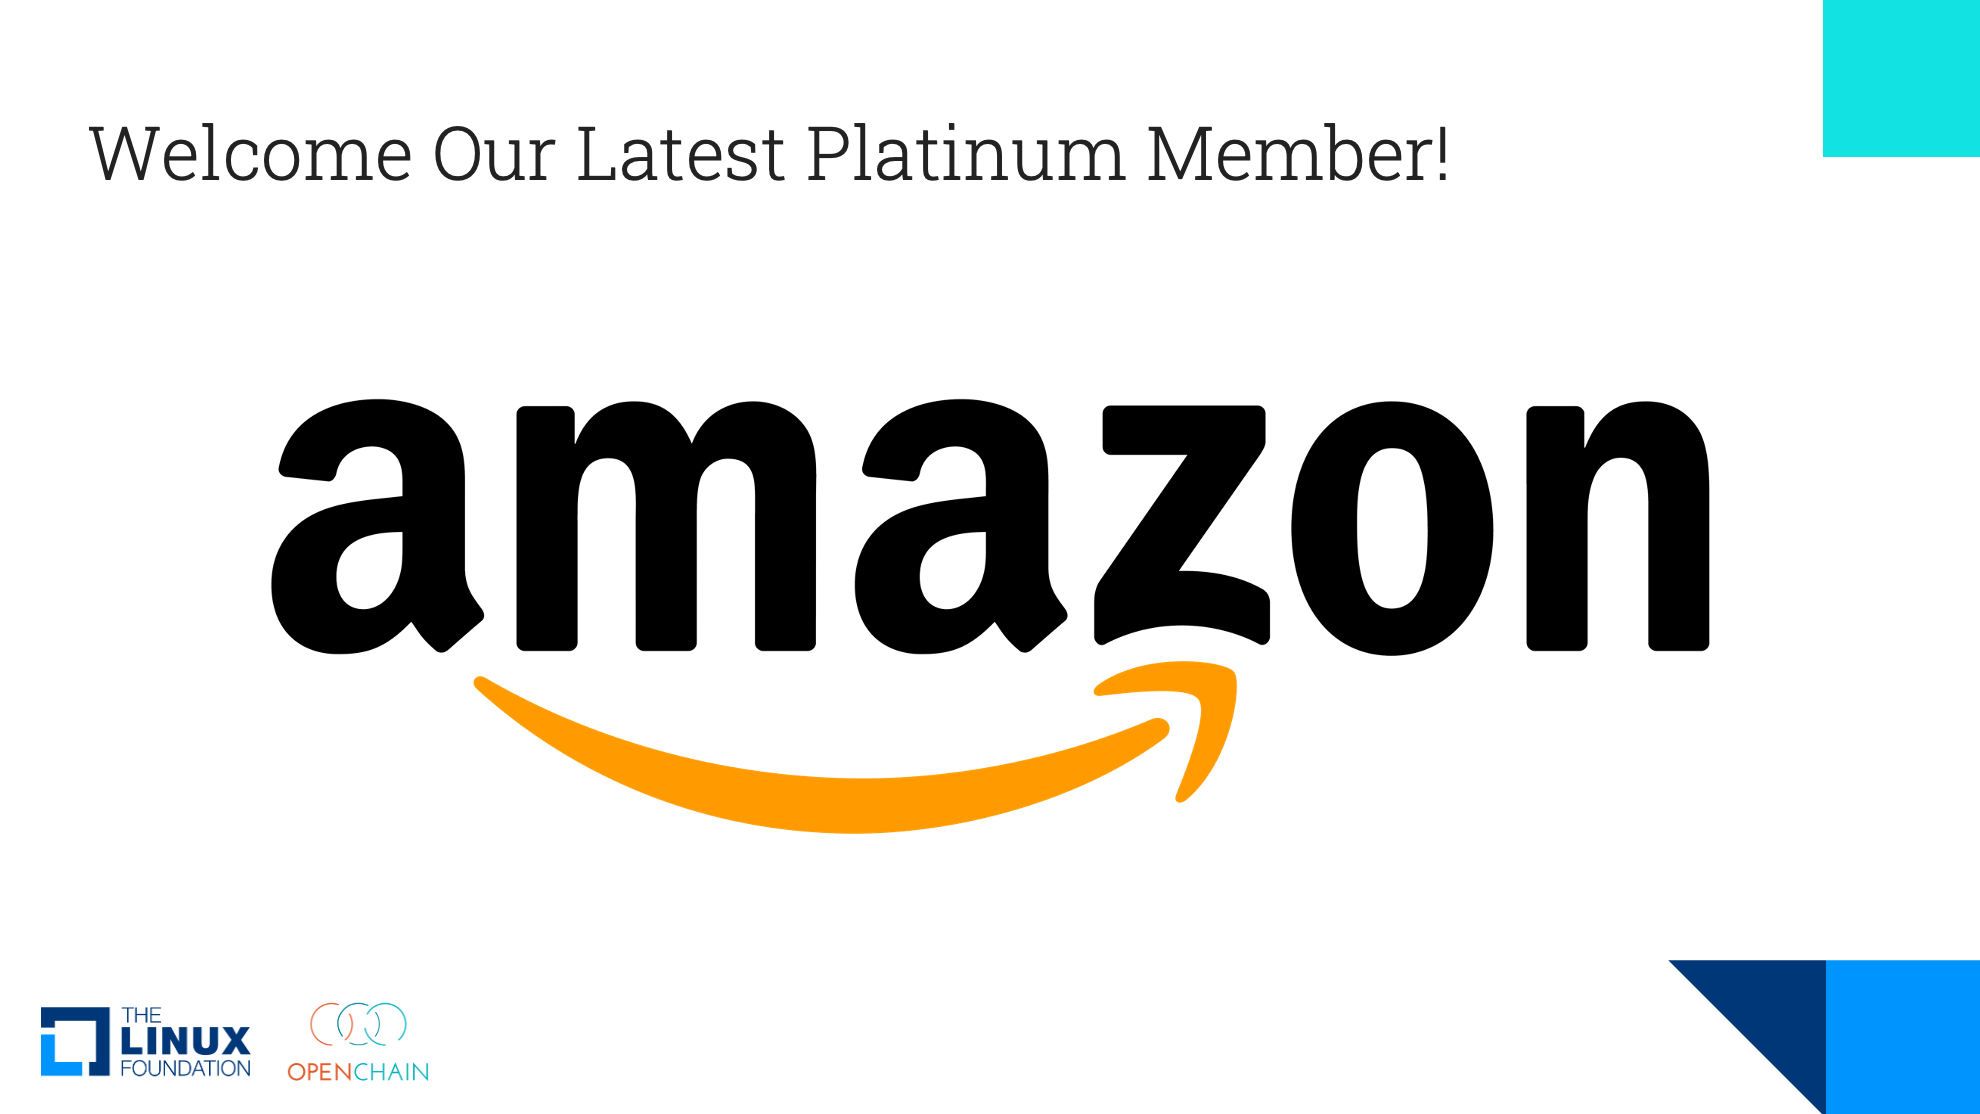 Welcome Our Latest Platinum Member!
amazon
THE
LINUX
FOUNDATION
OPENCHAIN